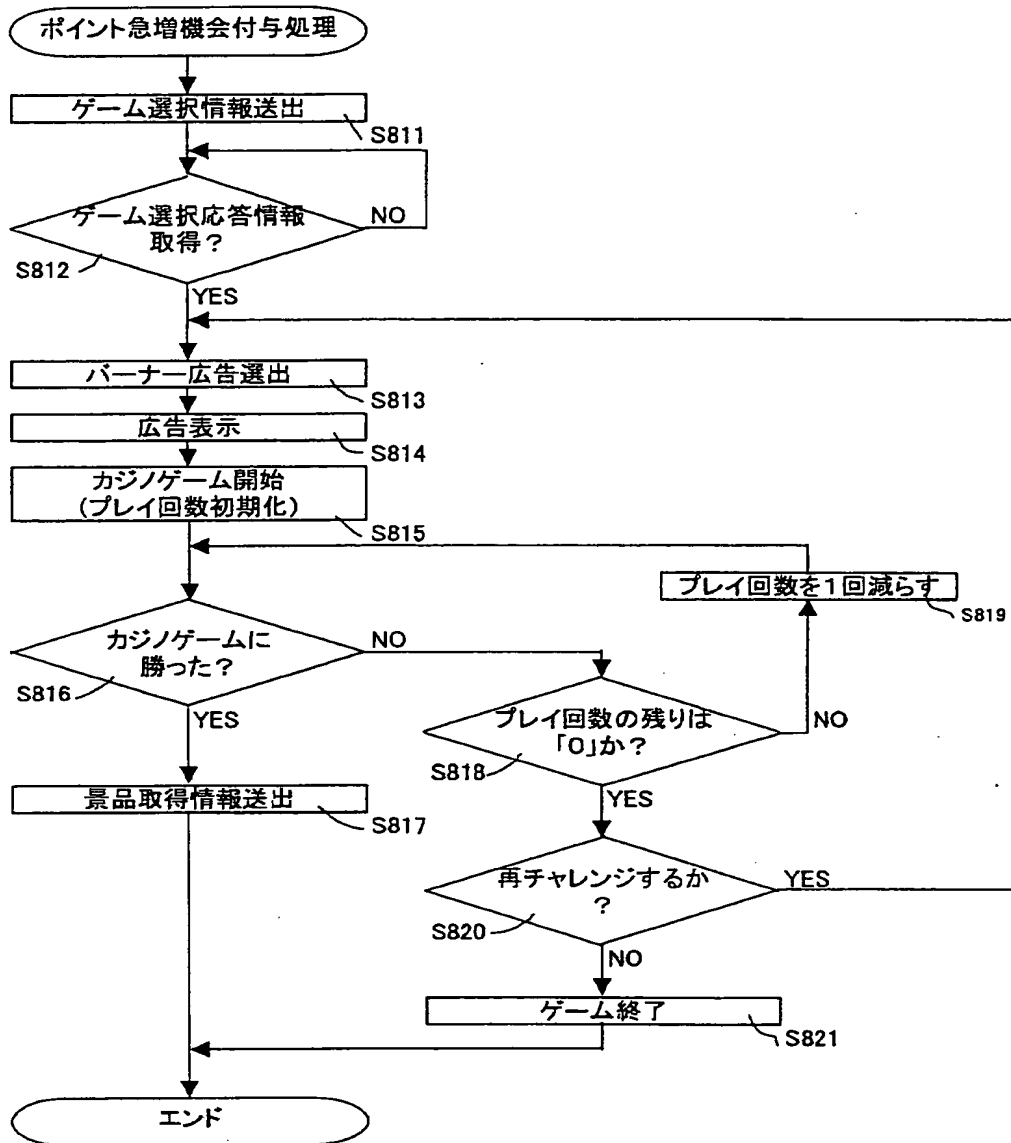 ポイント急増機会付与処理
ゲーム選択情報送出
S811
ゲーム選択応答情報
取得？
NO
S812
YES
バーナー広告選出
S813
広告表示
S814
カジノゲーム開始
（プレイ回数初期化）
S815
プレイ回数を１回減らす
S819
カジノゲームに
勝った？
NO
S816
YES
プレイ回数の残りは
「０」か？
NO
S818
YES
景品取得情報送出
S817
再チャレンジするか
？
YES
S820
NO
ゲーム終了
S821
エンド